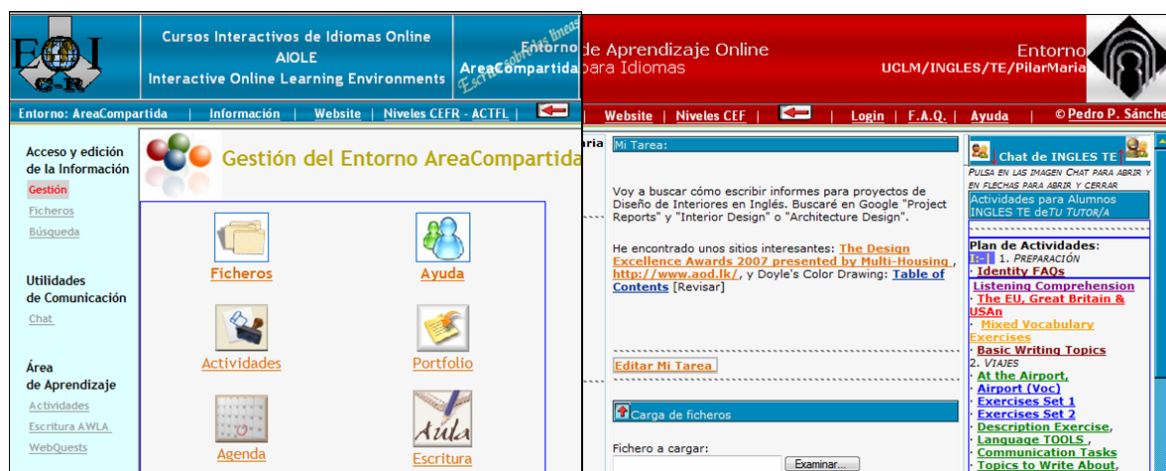 EOI
C-R
Cursos Interactivos de Idiomas Online
AIOLE
Interactive Online Learning Environments
Escritos sobre las líneas
Entorno
AreaCompartida
Entorno: AreaCompartida | Información | Website | Niveles CEFR - ACTFL |
Acceso y edición
de la Información
Gestión
Ficheros
Búsqueda
Utilidades
de Comunicación
Chat
Área
de Aprendizaje
Actividades
Escritura AWLA
WebQuests
Gestión del Entorno AreaCompartida
Ficheros
Ayuda
Actividades
Portfolio
Agenda
Aula
Escritura
de Aprendizaje Online
para Idiomas
Entorno
UCLM/INGLES/TE/PilarMaria
| Website | Niveles CEF | | Login | F.A.Q. | Ayuda | © Pedro P. Sánche
ria
Mi Tarea:
Voy a buscar cómo escribir informes para proyectos de
Diseño de Interiores en Inglés. Buscaré en Google "Project
Reports" y "Interior Design" o "Architecture Design".
He encontrado unos sitios interesantes: The Design
Excellence Awards 2007 presented by Multi-Housing ,
http://www.aod.lk/, y Doyle's Color Drawing: Table of
Contents [Revisar]
Editar Mi Tarea
Carga de ficheros
Fichero a cargar:
Examinar...
Chat de INGLES TE
PULSA EN LAS IMAGEN CHAT PARA ABRIR Y
EN FLECHAS PARA ABRIR Y CERRAR
Actividades para Alumnos
INGLES TE deTU TUTOR/A
Plan de Actividades:
I:-| 1. PREPARACIÓN
· Identity FAQs
Listening Comprehension
· The EU, Great Britain &
USAn
· Mixed Vocabulary
Exercises
· Basic Writing Topics
2. VIAJES
· At the Airport,
· Airport (Voc)
· Exercises Set 1
· Exercises Set 2
· Description Exercise,
· Language TOOLS ,
· Communication Tasks
· Topics to Write About,